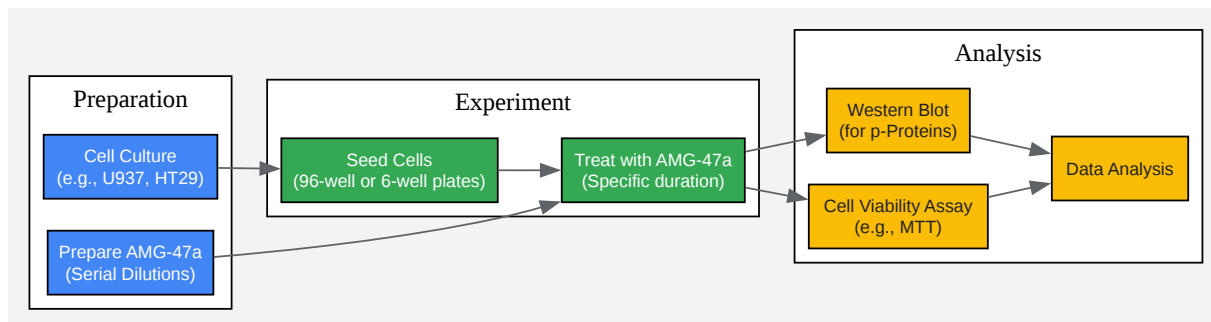 Preparation
Cell Culture
(e.g., U937, HT29)
Prepare AMG-47a
(Serial Dilutions)
Experiment
Seed Cells
(96-well or 6-well plates)
Treat with AMG-47a
(Specific duration)
Analysis
Western Blot
(for p-Proteins)
Cell Viability Assay
(e.g., MTT)
Data Analysis